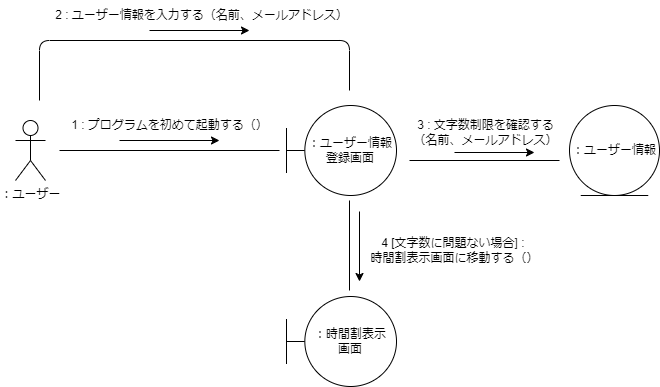 2 : ユーザー情報を入力する（名前、メールアドレス）
1 : プログラムを初めて起動する（）
3 : 文字数制限を確認する
（名前、メールアドレス）
: ユーザー情報
登録画面
: ユーザー情報
: ユーザー
4 [文字数に問題ない場合] :
時間割表示画面に移動する（）
: 時間割表示
画面